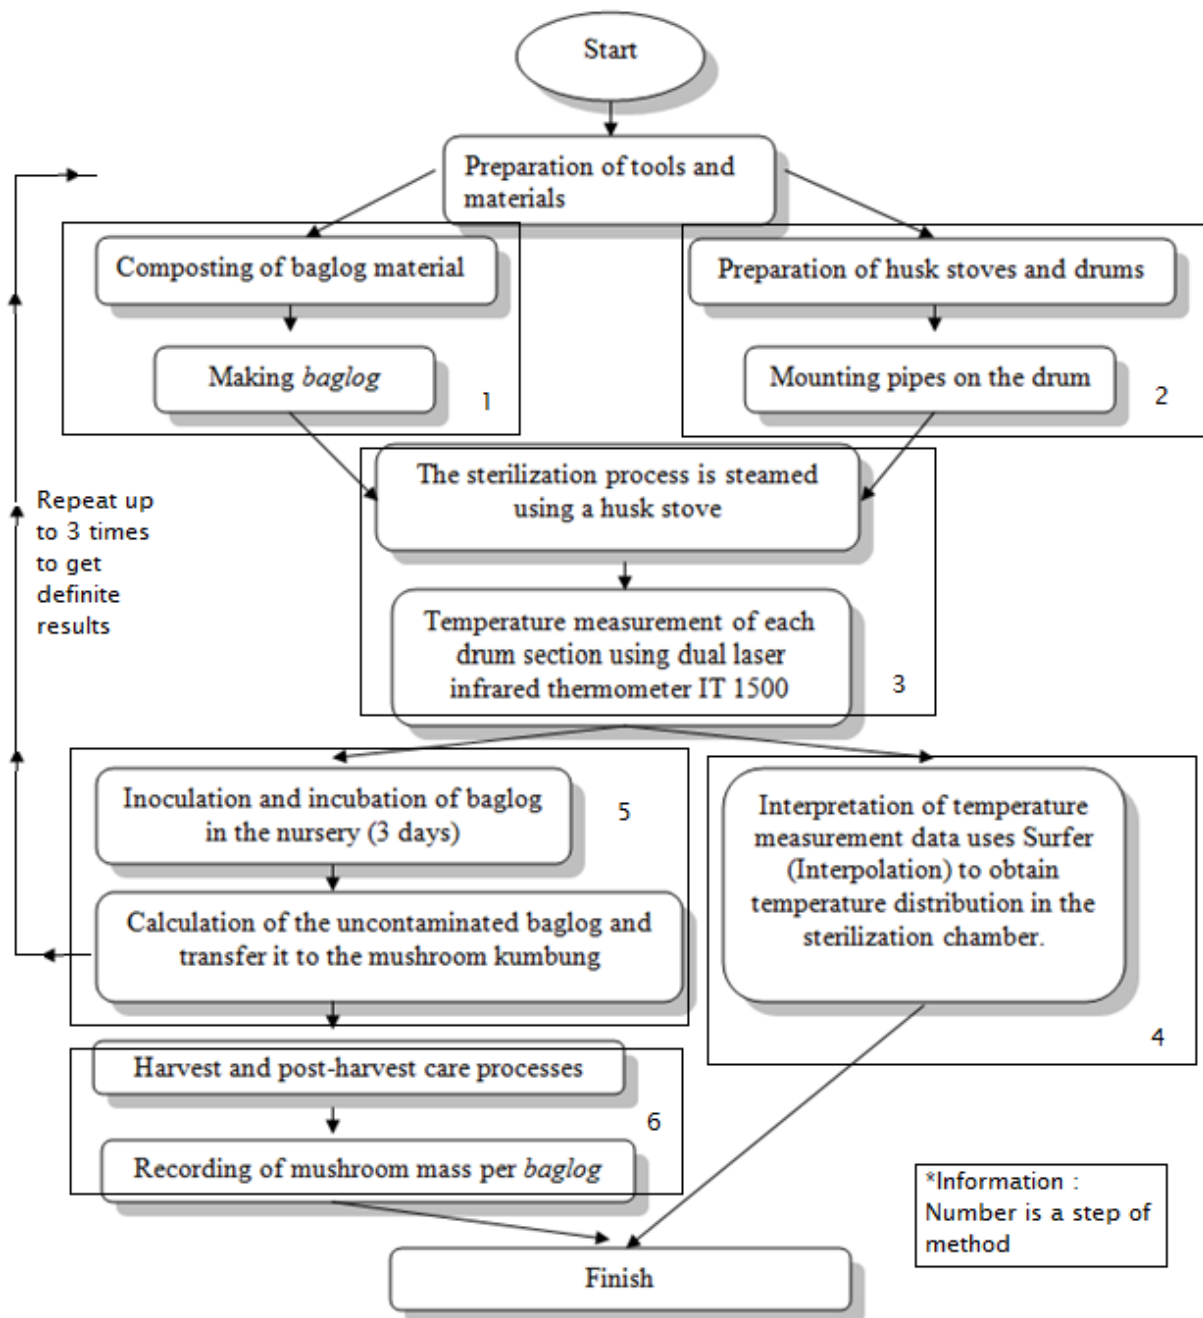 Start
Preparation of tools and
materials
Composting of baglog material
Making baglog
1
Preparation of husk stoves and drums
Mounting pipes on the drum
2
The sterilization process is steamed
using a husk stove
Temperature measurement of each
drum section using dual laser
infrared thermometer IT 1500
3
Repeat up
to 3 times
to get
definite
results
Inoculation and incubation of baglog
in the nursery (3 days)
5
Calculation of the uncontaminated baglog and
transfer it to the mushroom kumbung
Interpretation of temperature
measurement data uses Surfer
(Interpolation) to obtain
temperature distribution in the
sterilization chamber.
4
Harvest and post-harvest care processes
6
Recording of mushroom mass per baglog
*Information :
Number is a step of
method
Finish